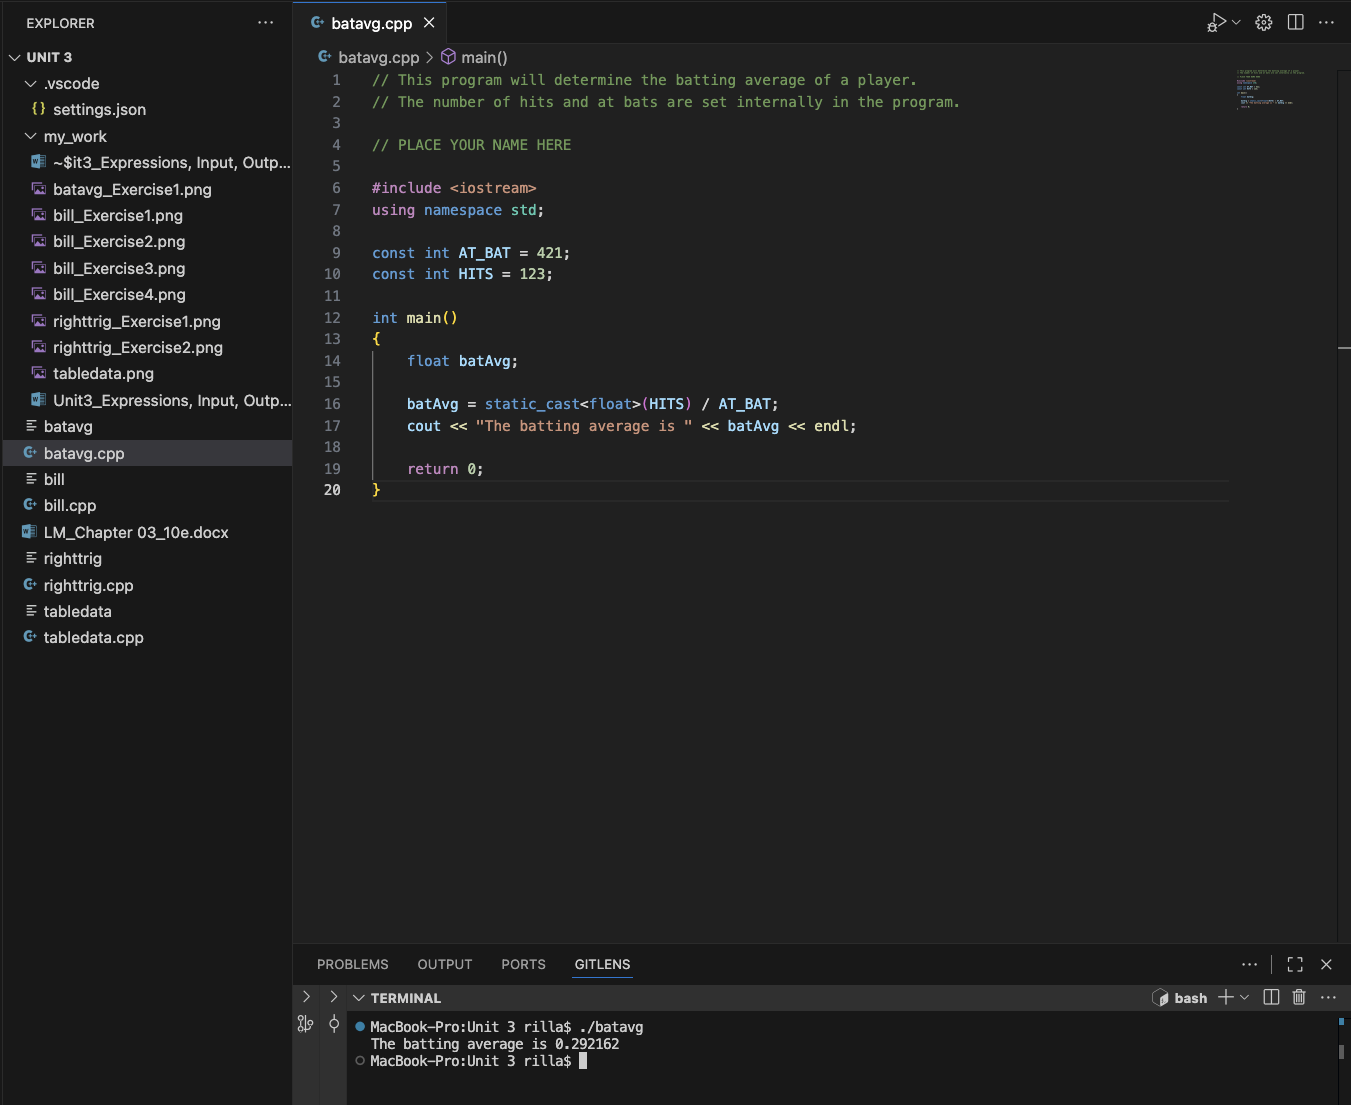 EXPLORER
UNIT 3
.vscode
{} settings.json
my_work
~$it3_Expressions, Input, Outp...
batavg_Exercise1.png
bill_Exercise1.png
bill_Exercise2.png
bill_Exercise3.png
bill_Exercise4.png
righttrig_Exercise1.png
righttrig_Exercise2.png
tabledata.png
Unit3_Expressions, Input, Outp...
batavg
batavg.cpp
bill
bill.cpp
LM_Chapter 03_10e.docx
righttrig
righttrig.cpp
tabledata
tabledata.cpp
batavg.cpp
batavg.cpp > main()
1 // This program will determine the batting average of a player.
2 // The number of hits and at bats are set internally in the program.
3
4 // PLACE YOUR NAME HERE
5
6 #include <iostream>
7 using namespace std;
8
9 const int AT_BAT = 421;
10 const int HITS = 123;
11
12 int main()
13 {
14 float batAvg;
15
16 batAvg = static_cast<float>(HITS) / AT_BAT;
17 cout << "The batting average is " << batAvg << endl;
18
19 return 0;
20 }
PROBLEMS OUTPUT PORTS GITLENS
TERMINAL
bash
MacBook-Pro:Unit 3 rilla$ ./batavg
The batting average is 0.292162
MacBook-Pro:Unit 3 rilla$